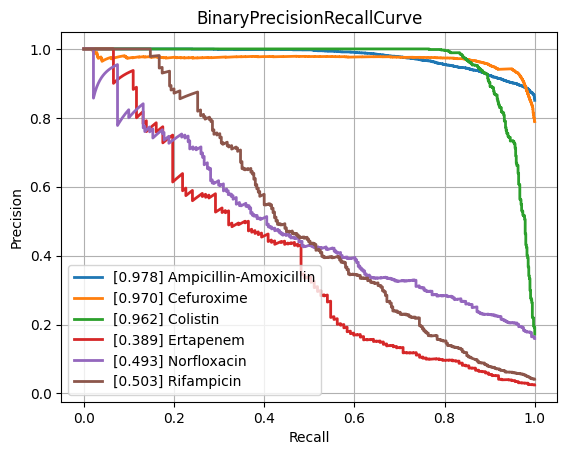 BinaryPrecisionRecallCurve
Precision
1.0
0.8
0.6
0.4
0.2
0.0
[0.978] Ampicillin-Amoxicillin
[0.970] Cefuroxime
[0.962] Colistin
[0.389] Ertapenem
[0.493] Norfloxacin
[0.503] Rifampicin
0.0 0.2 0.4 0.6 0.8 1.0
Recall